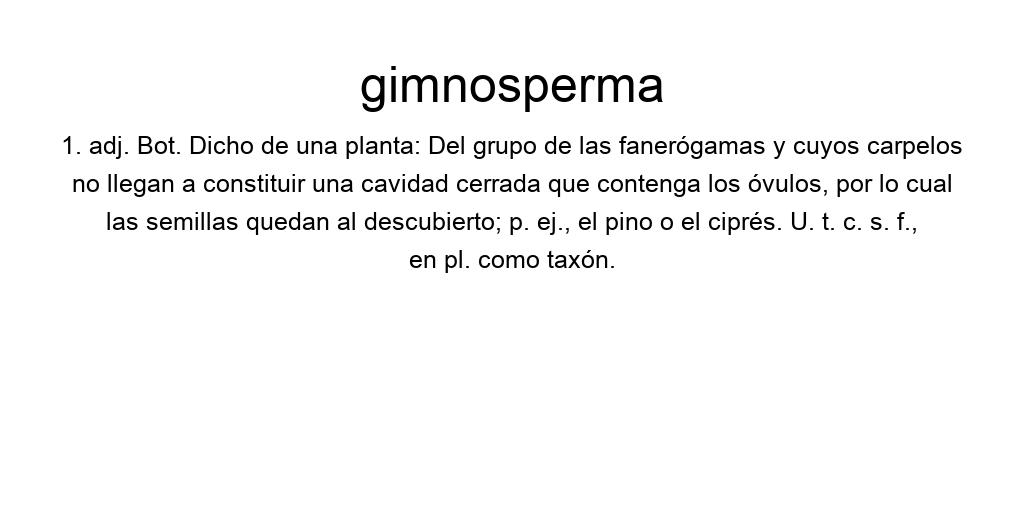 gimnosperma
1. adj. Bot. Dicho de una planta: Del grupo de las fanerógamas y cuyos carpelos
no llegan a constituir una cavidad cerrada que contenga los óvulos, por lo cual
las semillas quedan al descubierto; p. ej., el pino o el ciprés. U. t. c. s. f.,
en pl. como taxón.